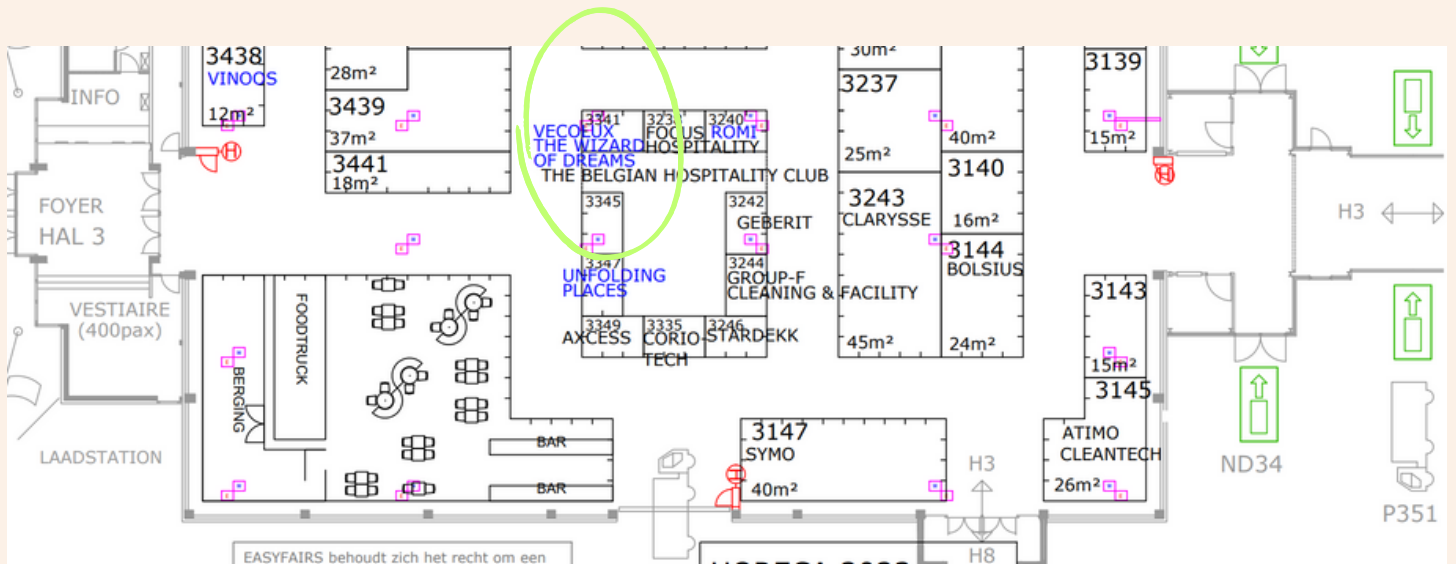 3438
VINOOS
12m²
INFO
28m²
3439
37m²
3441
18m²
3341
VECOLUX
THE WIZARD
OF DREAMS
3240
FOCUS ROMI
HOSPITALITY
THE BELGIAN HOSPITALITY CLUB
3345
3242
GEBERIT
3347
UNFOLDING
PLACES
3244
GROUP-F
CLEANING & FACILITY
3349
AXCESS
3335
CORIO-
TECH
3246
STARDEKK
30m²
3237
25m²
40m²
3140
16m²
3243
CLARYSSE
45m²
3144
BOLSIUS
24m²
3139
15m²
3143
15m²
3145
ATIMO
CLEANTECH
26m²
3147
SYMO
40m²
FOYER
HAL 3
VESTIAIRE
(400pax)
LAADSTATION
BERGING
FOODTRUCK
BAR
BAR
H
H
H3
H3
H8
ND34
P351
EASYFAIRS behoudt zich het recht om een